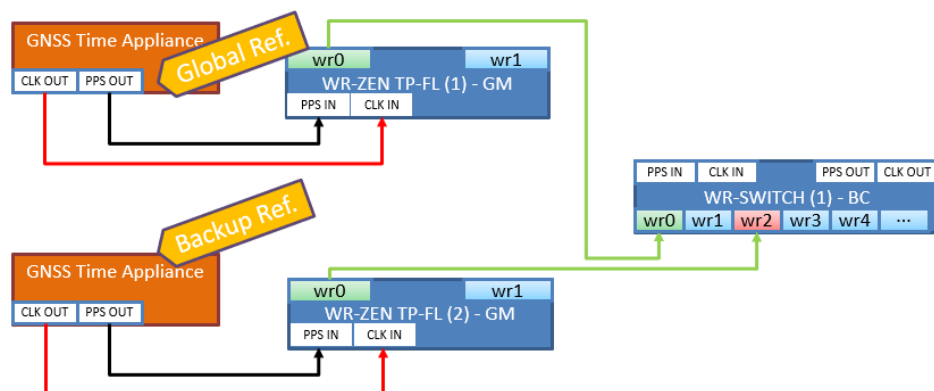 GNSS Time Appliance
Global Ref.
CLK OUT PPS OUT
wr0 wr1
WR-ZEN TP-FL (1) - GM
PPS IN CLK IN
PPS IN CLK IN PPS OUT CLK OUT
WR-SWITCH (1) - BC
wr0 wr1 wr2 wr3 wr4 ...
Backup Ref.
GNSS Time Appliance
CLK OUT PPS OUT
wr0 wr1
WR-ZEN TP-FL (2) - GM
PPS IN CLK IN